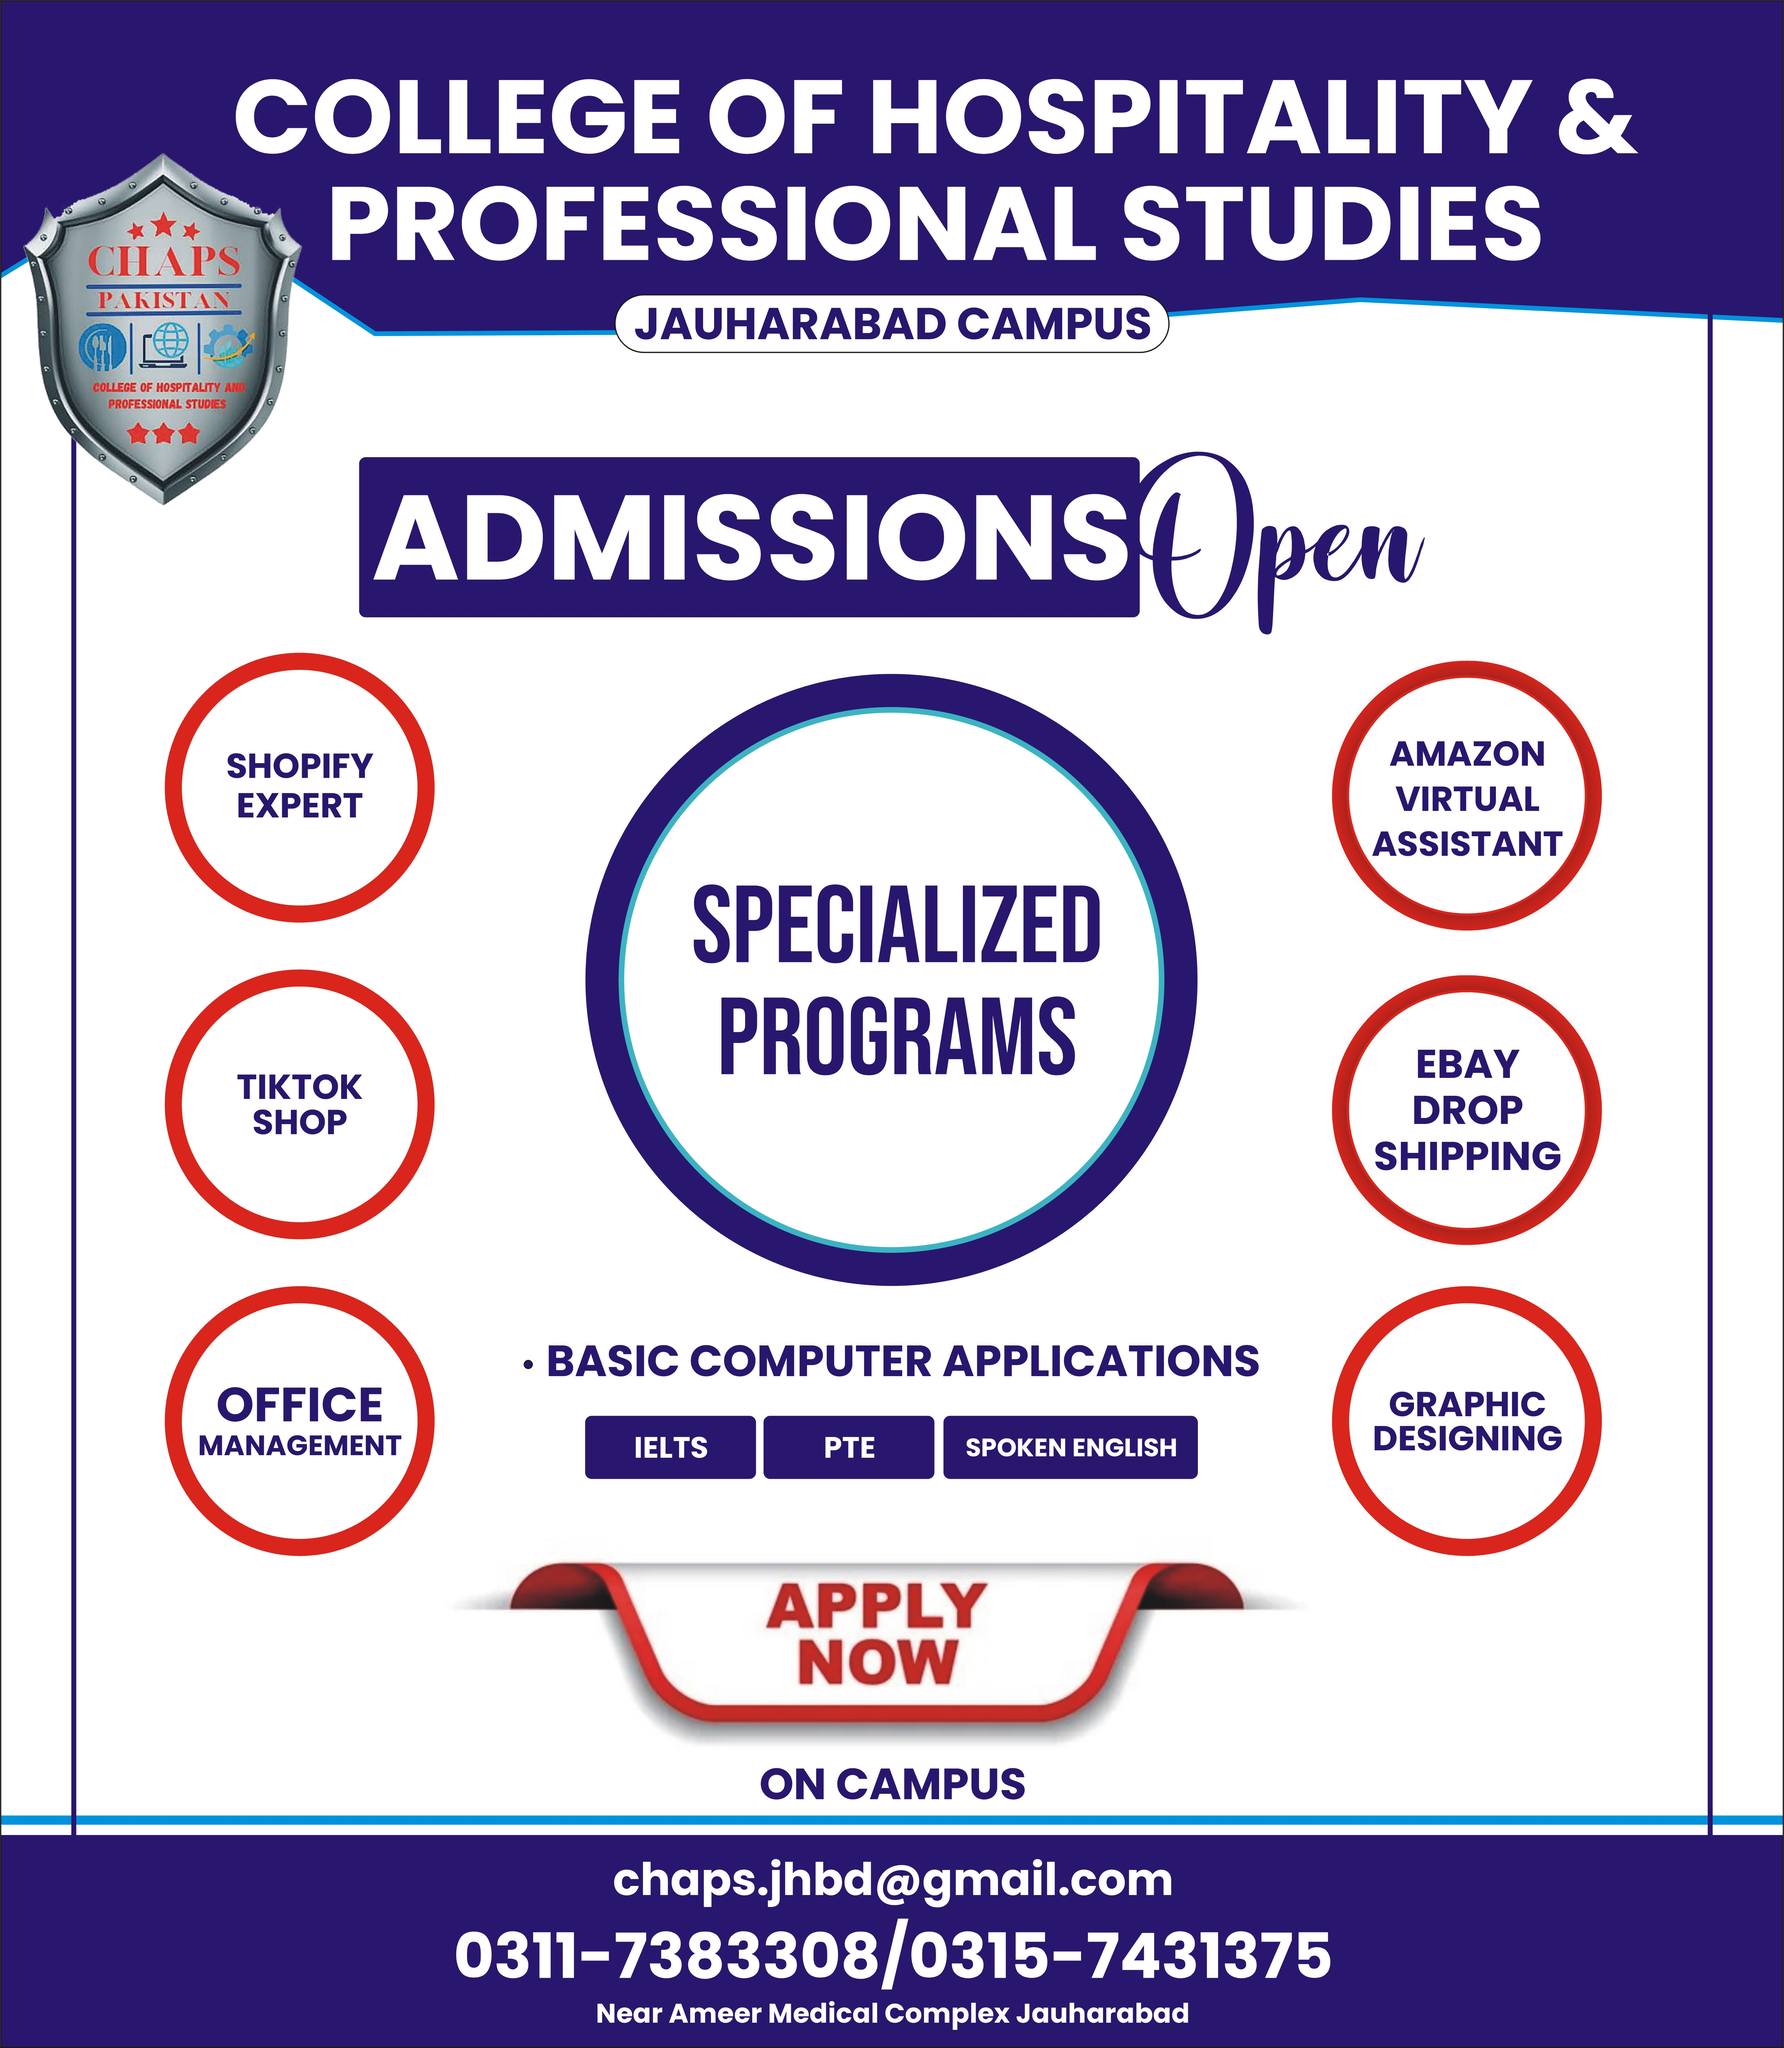 COLLEGE OF HOSPITALITY &
PROFESSIONAL STUDIES
JAUHARABAD CAMPUS
CHAPS
PAKISTAN
COLLEGE OF HOSPITALITY AND
PROFESSIONAL STUDIES
ADMISSIONS Open
SHOPIFY
EXPERT
TIKTOK
SHOP
OFFICE
MANAGEMENT
SPECIALIZED
PROGRAMS
AMAZON
VIRTUAL
ASSISTANT
EBAY
DROP
SHIPPING
GRAPHIC
DESIGNING
• BASIC COMPUTER APPLICATIONS
IELTS PTE SPOKEN ENGLISH
APPLY
NOW
ON CAMPUS
chaps.jhbd@gmail.com
0311-7383308/0315-7431375
Near Ameer Medical Complex Jauharabad